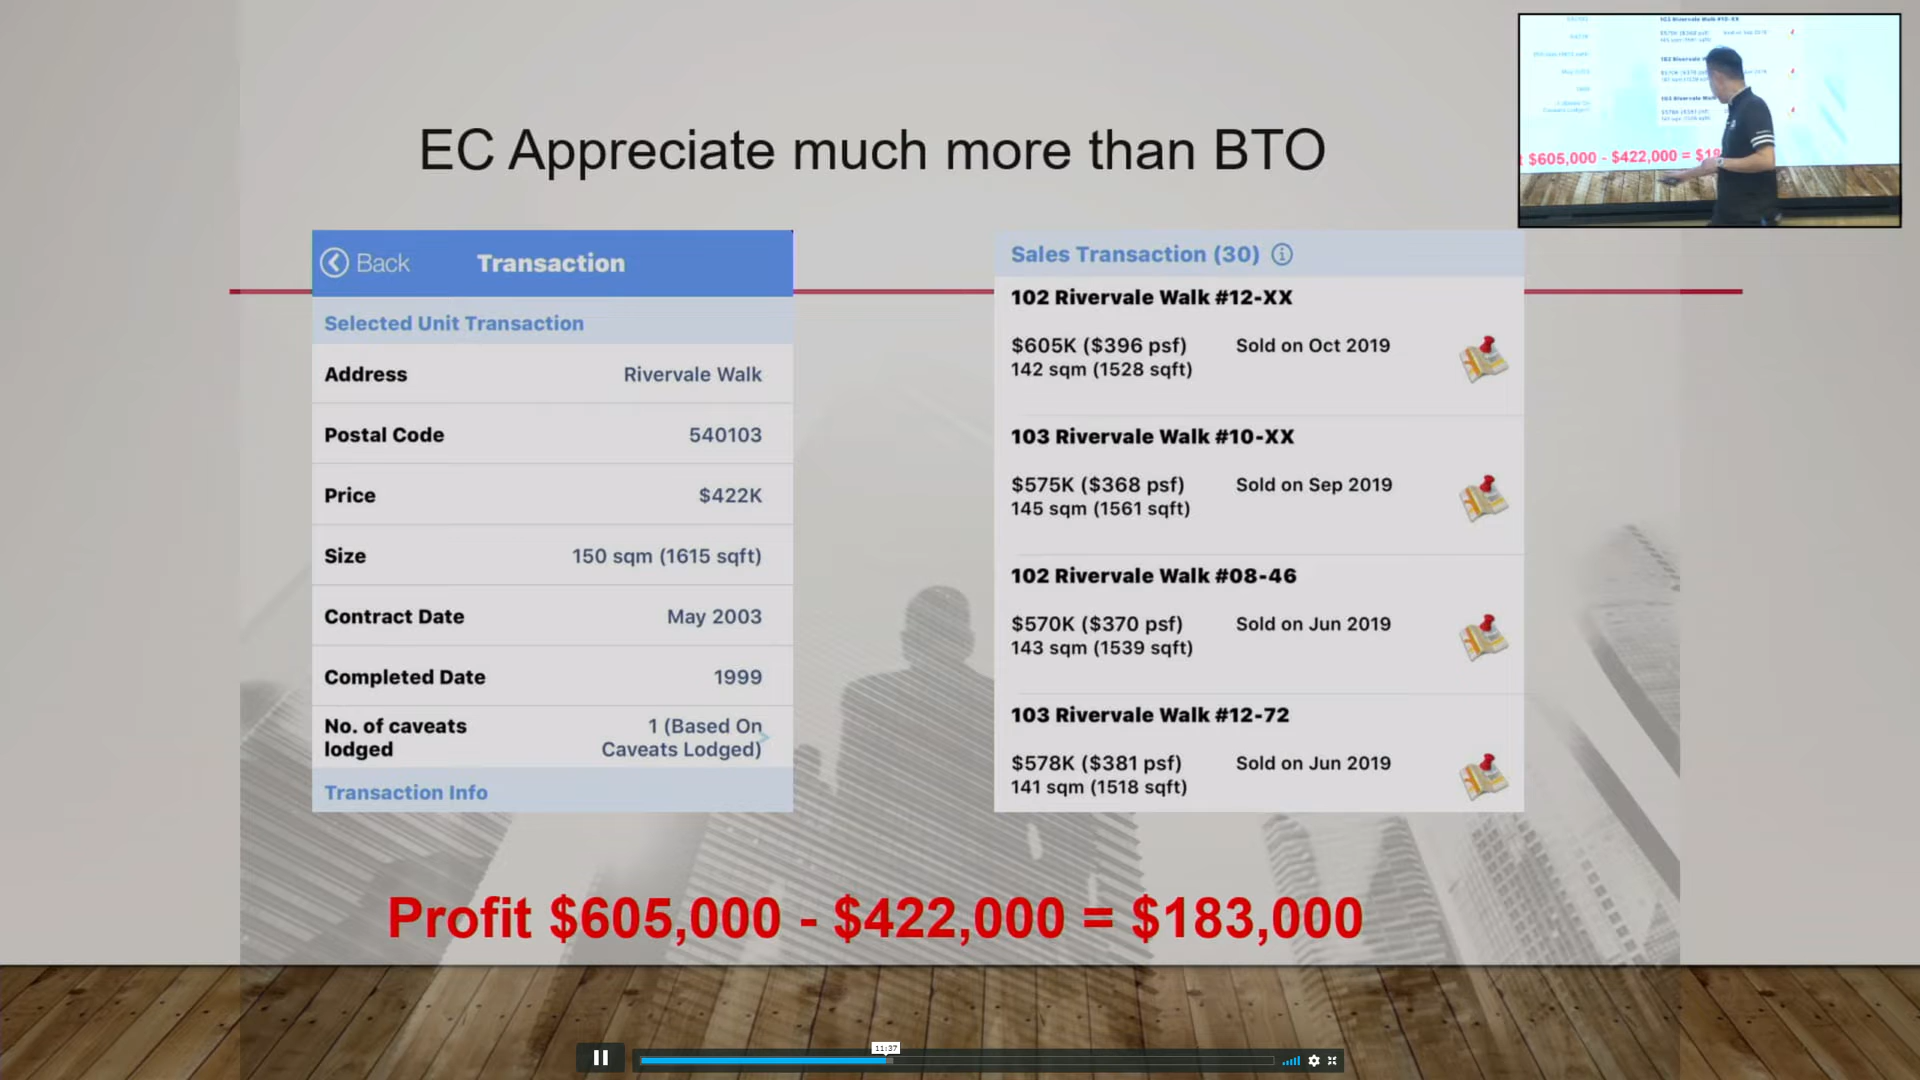 EC Appreciate much more than BTO
Back
Transaction
Selected Unit Transaction
Address Rivervale Walk
Postal Code 540103
Price $422K
Size 150 sqm (1615 sqft)
Contract Date May 2003
Completed Date 1999
No. of caveats lodged 1 (Based On Caveats Lodged)
Transaction Info
Sales Transaction (30)
102 Rivervale Walk #12-XX
$605K ($396 psf) Sold on Oct 2019
142 sqm (1528 sqft)
103 Rivervale Walk #10-XX
$575K ($368 psf) Sold on Sep 2019
145 sqm (1561 sqft)
102 Rivervale Walk #08-46
$570K ($370 psf) Sold on Jun 2019
143 sqm (1539 sqft)
103 Rivervale Walk #12-72
$578K ($381 psf) Sold on Jun 2019
141 sqm (1518 sqft)
Profit $605,000 - $422,000 = $183,000
$605,000 - $422,000 =
11:37